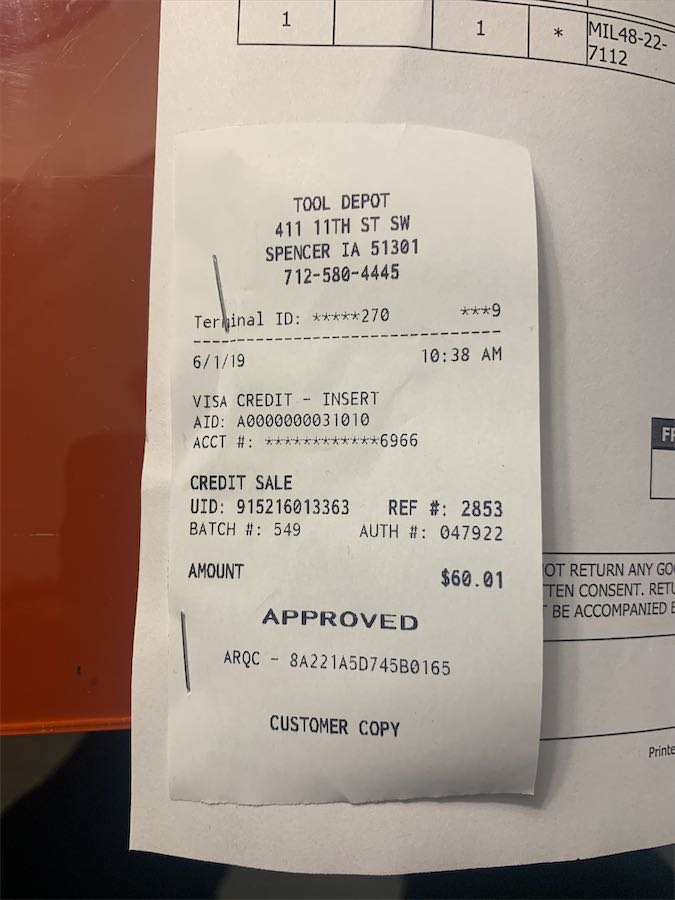 1 1 * MIL48-22-
7112
TOOL DEPOT
411 11TH ST SW
SPENCER IA 51301
712-580-4445
Terminal ID: *****270 ***9
6/1/19 10:38 AM
VISA CREDIT - INSERT
AID: A0000000031010
ACCT #: ************6966
CREDIT SALE
UID: 915216013363 REF #: 2853
BATCH #: 549 AUTH #: 047922
AMOUNT $60.01
APPROVED
ARQC - 8A221A5D745B0165
CUSTOMER COPY
OT RETURN ANY GO
TEN CONSENT. RETU
BE ACCOMPANIED
Printe